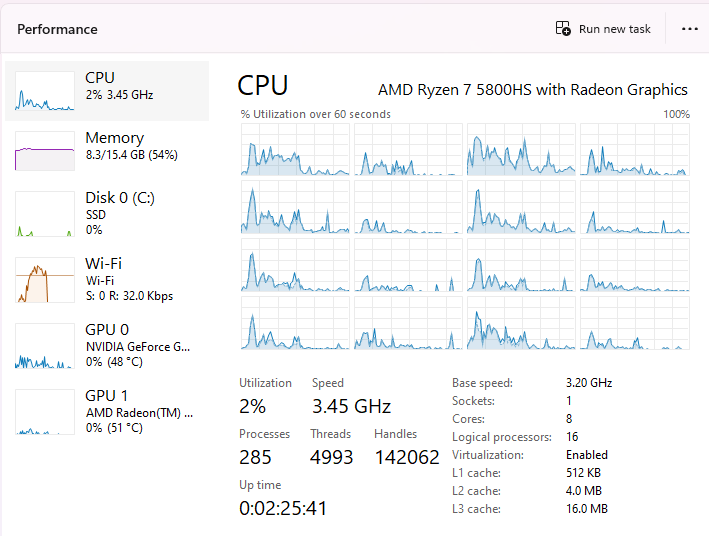 Performance
Run new task
CPU
2% 3.45 GHz
Memory
8.3/15.4 GB (54%)
Disk 0 (C:)
SSD
0%
Wi-Fi
Wi-Fi
S: 0 R: 32.0 Kbps
GPU 0
NVIDIA GeForce G...
0% (48 °C)
GPU 1
AMD Radeon(TM) ...
0% (51 °C)
CPU
AMD Ryzen 7 5800HS with Radeon Graphics
% Utilization over 60 seconds
100%
Utilization
Speed
2%
3.45 GHz
Processes
Threads
Handles
285
4993
142062
Up time
0:02:25:41
Base speed:
3.20 GHz
Sockets:
1
Cores:
8
Logical processors:
16
Virtualization:
Enabled
L1 cache:
512 KB
L2 cache:
4.0 MB
L3 cache:
16.0 MB